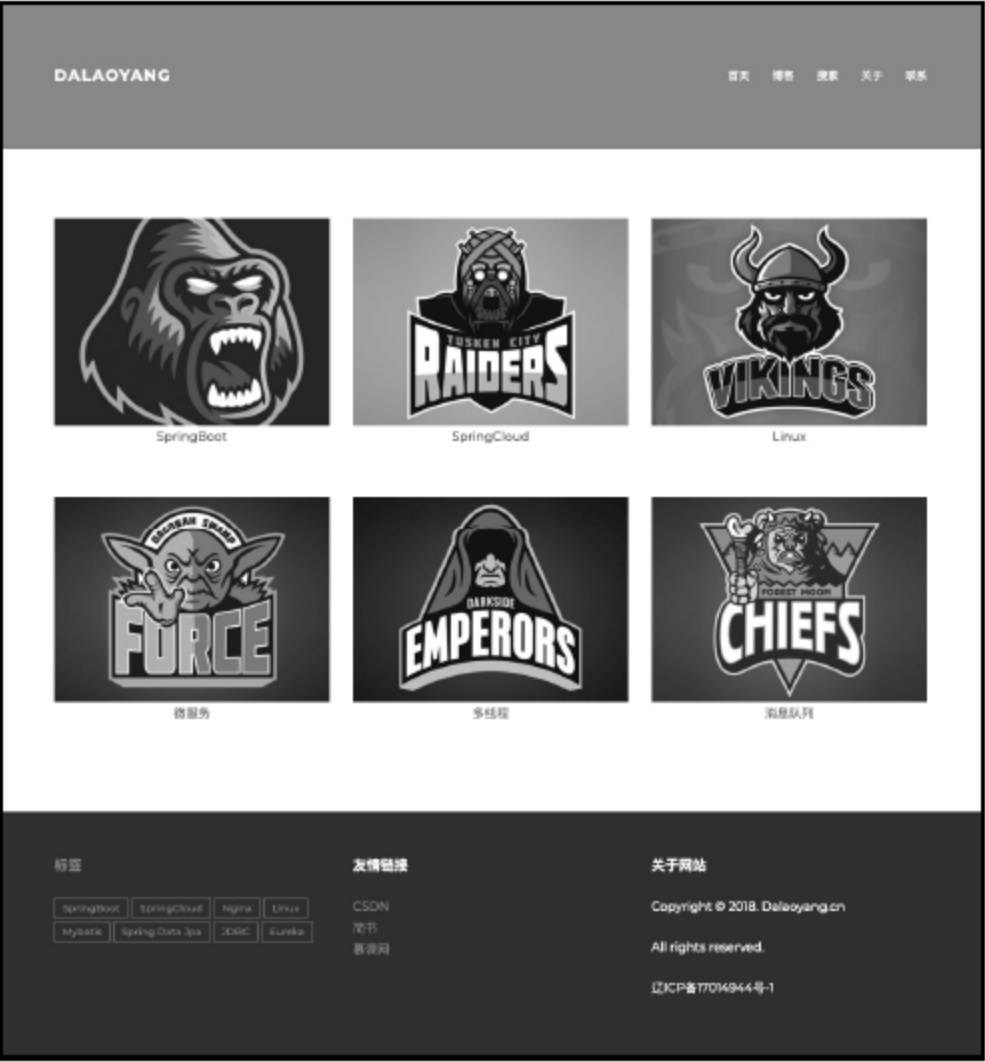 DALAOYANG
首页 博客 搜索 关于 联系
TUSKEN CITY
RAIDERS
VIKINGS
SpringBoot
SpringCloud
Linux
DAGOBAH SWAMP
FORCE
DARKSIDE
EMPERORS
FOREST MOON
CHIEFS
微服务
多线程
消息队列
标签
SpringBoot SpringCloud Nginx Linux
Mybatis Spring Data Jpa JDBC Eureka
友情链接
CSDN
简书
慕课网
关于网站
Copyright © 2018. Dalaoyang.cn
All rights reserved.
辽ICP备17014944号-1